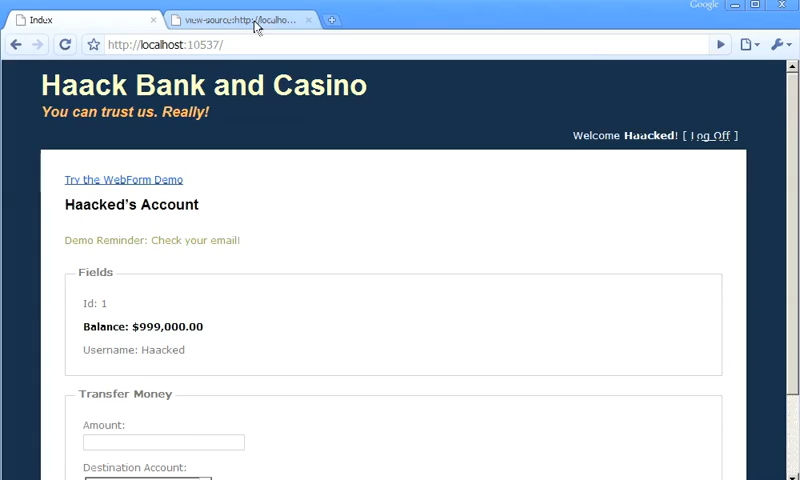 Google
Index
view-source:http://localho...
http://localhost:10537/
Haack Bank and Casino
You can trust us. Really!
Welcome Haacked! [ Log Off ]
Try the WebForm Demo
Haacked's Account
Demo Reminder: Check your email!
Fields
Id: 1
Balance: $999,000.00
Username: Haacked
Transfer Money
Amount:
Destination Account: